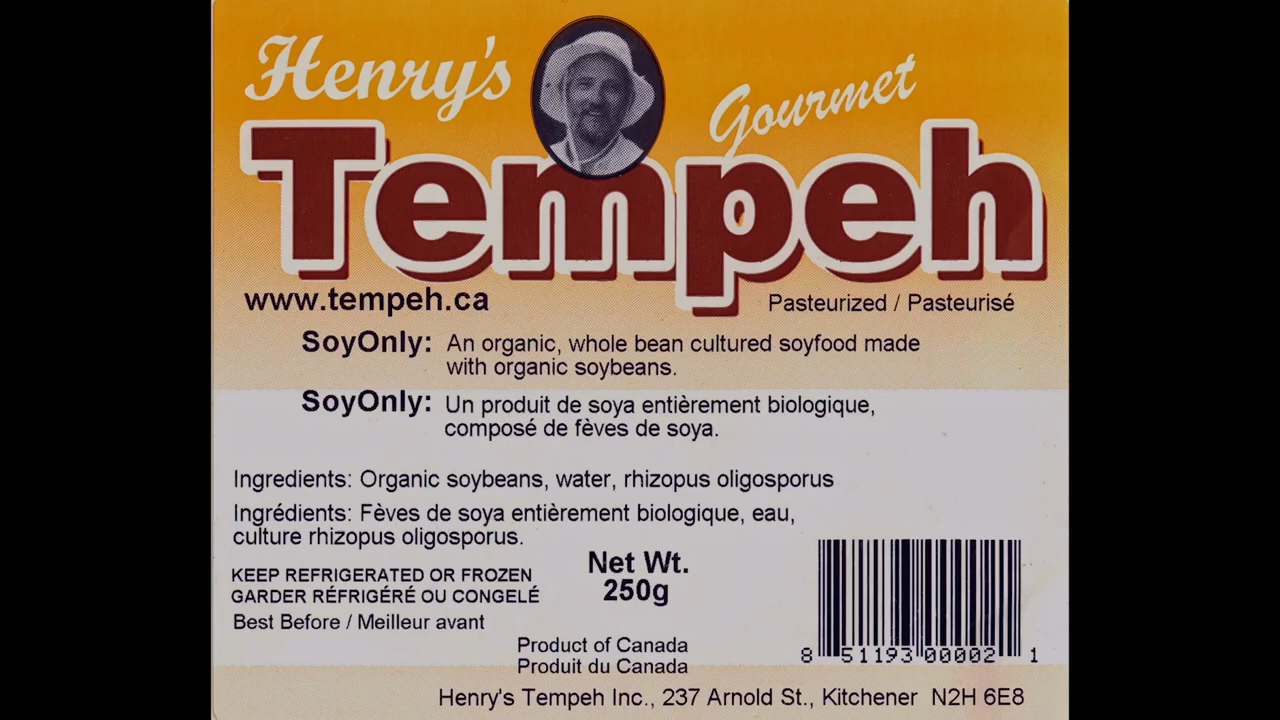 Henry's
Gourmet
Tempeh
www.tempeh.ca
Pasteurized / Pasteurisé
SoyOnly: An organic, whole bean cultured soyfood made
with organic soybeans.
SoyOnly: Un produit de soya entièrement biologique,
composé de fèves de soya.
Ingredients: Organic soybeans, water, rhizopus oligosporus
Ingrédients: Fèves de soya entièrement biologique, eau,
culture rhizopus oligosporus.
KEEP REFRIGERATED OR FROZEN
GARDER RÉFRIGÉRÉ OU CONGELÉ
Best Before / Meilleur avant
Net Wt.
250g
Product of Canada
Produit du Canada
8 51193 00002 1
Henry's Tempeh Inc., 237 Arnold St., Kitchener N2H 6E8